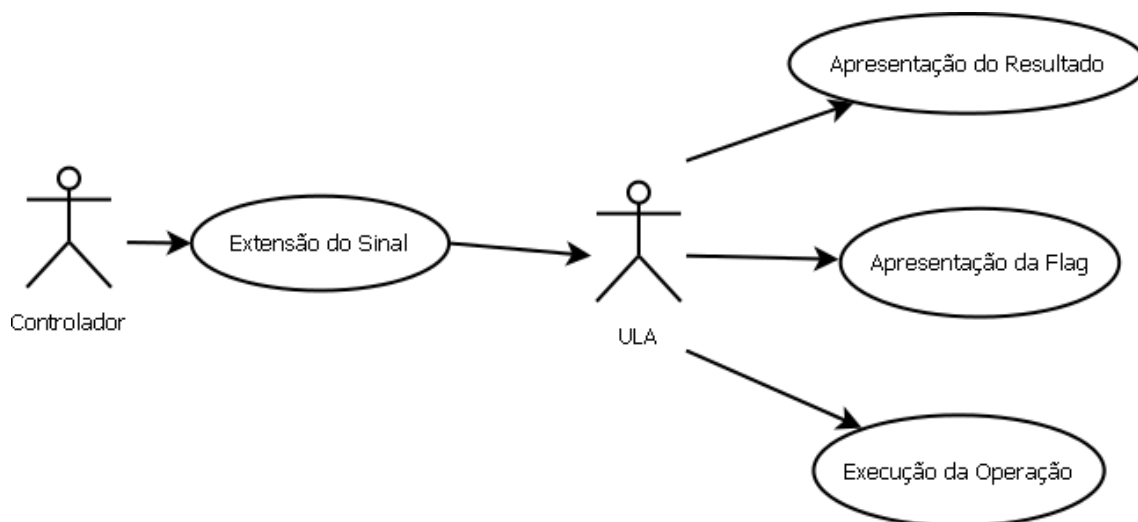 Apresentação do Resultado
Extensão do Sinal
Apresentação da Flag
Controlador
ULA
Execução da Operação